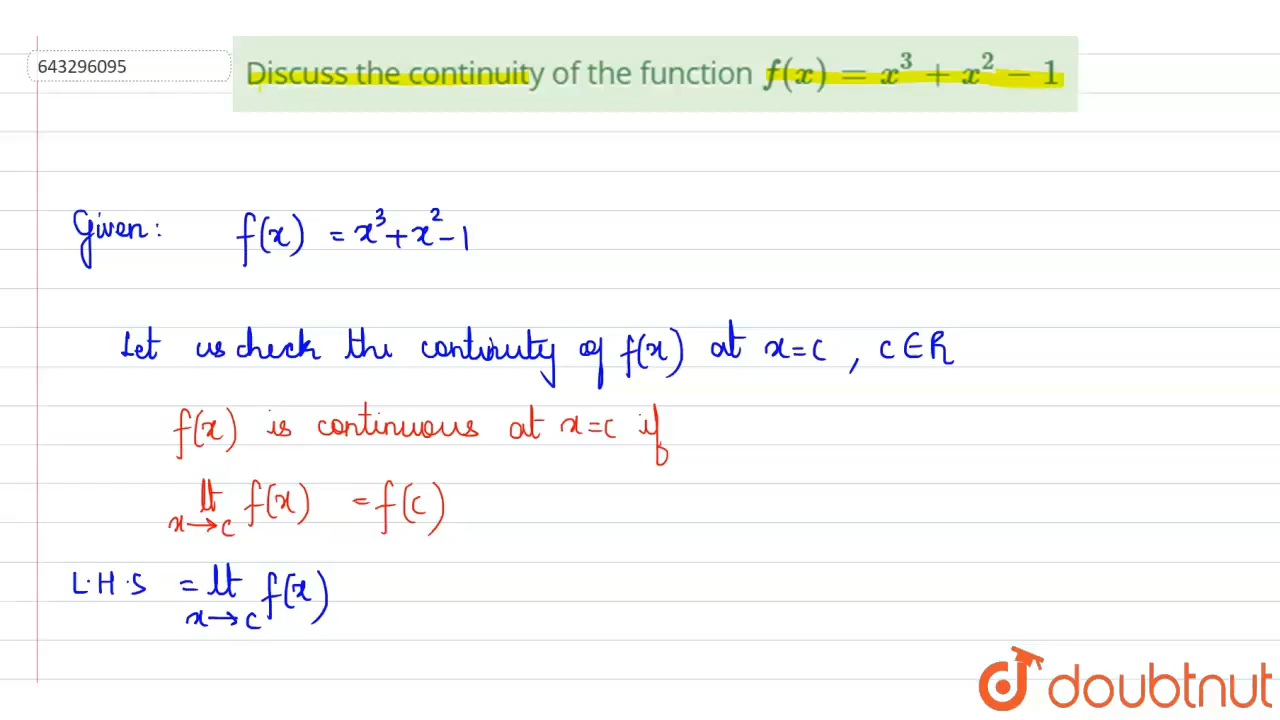 643296095
Discuss the continuity of the function f(x) = x³ + x² − 1
Given: f(x) = x³ + x² − 1
Let us check the continuity of f(x) at x=c, c∈R
f(x) is continuous at x=c if
lt f(x) = f(c)
x→c
L.H.S = lt f(x)
x→c
doubtnut